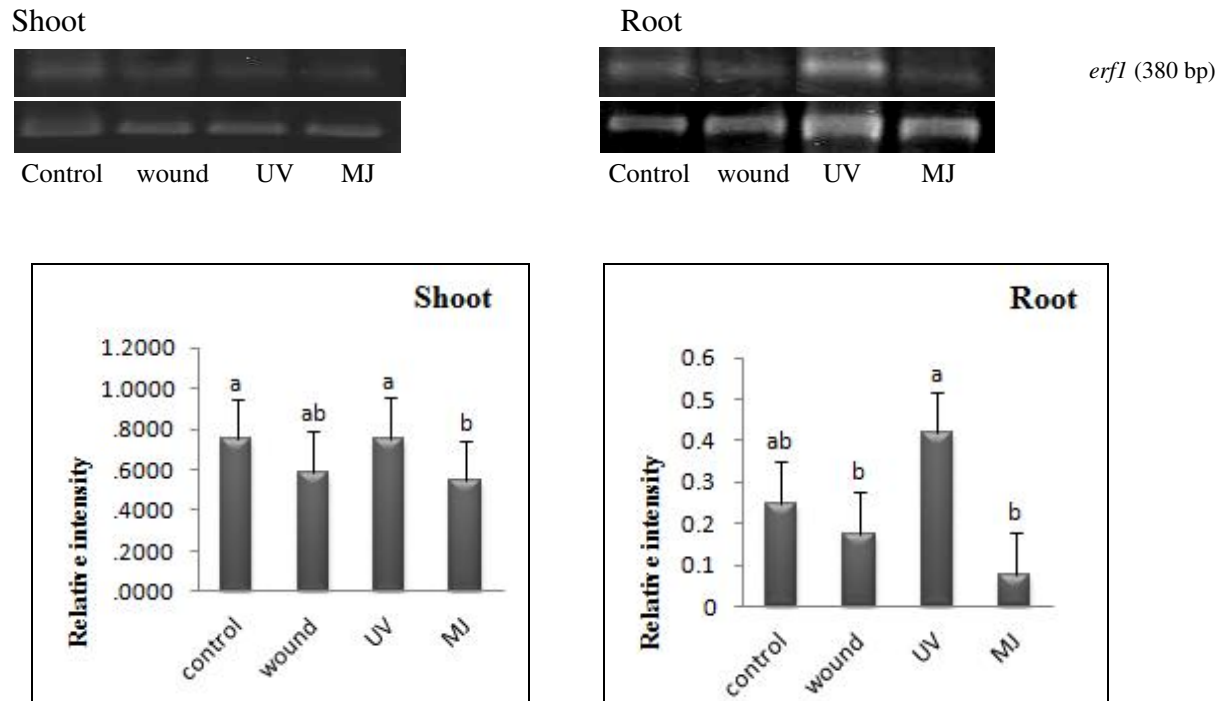 Shoot
Root
erf1 (380 bp)
Control wound UV MJ
Control wound UV MJ
Shoot
Relative intensity
1.2000
1.0000
.8000
.6000
.4000
.2000
.0000
a
ab
a
b
control
wound
UV
MJ
Root
Relative intensity
0.6
0.5
0.4
0.3
0.2
0.1
0
ab
b
a
b
control
wound
UV
MJ